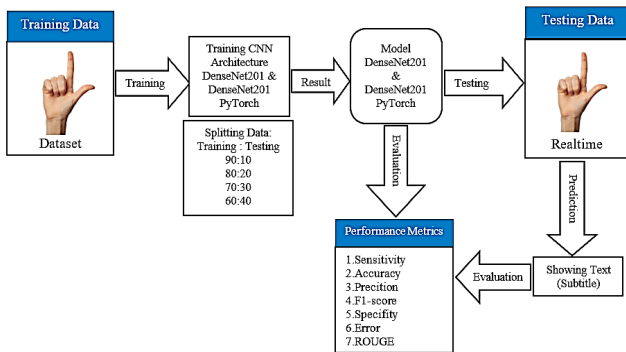 Training Data
Dataset
Training
Training CNN
Architecture
DenseNet201 &
DenseNet201
PyTorch
Splitting Data:
Training : Testing
90:10
80:20
70:30
60:40
Result
Model
DenseNet201
&
DenseNet201
PyTorch
Testing
Testing Data
Realtime
Evaluation
Prediction
Performance Metrics
1.Sensitivity
2.Accuracy
3.Precition
4.F1-score
5.Specifity
6.Error
7.ROUGE
Evaluation
Showing Text
(Subtitle)